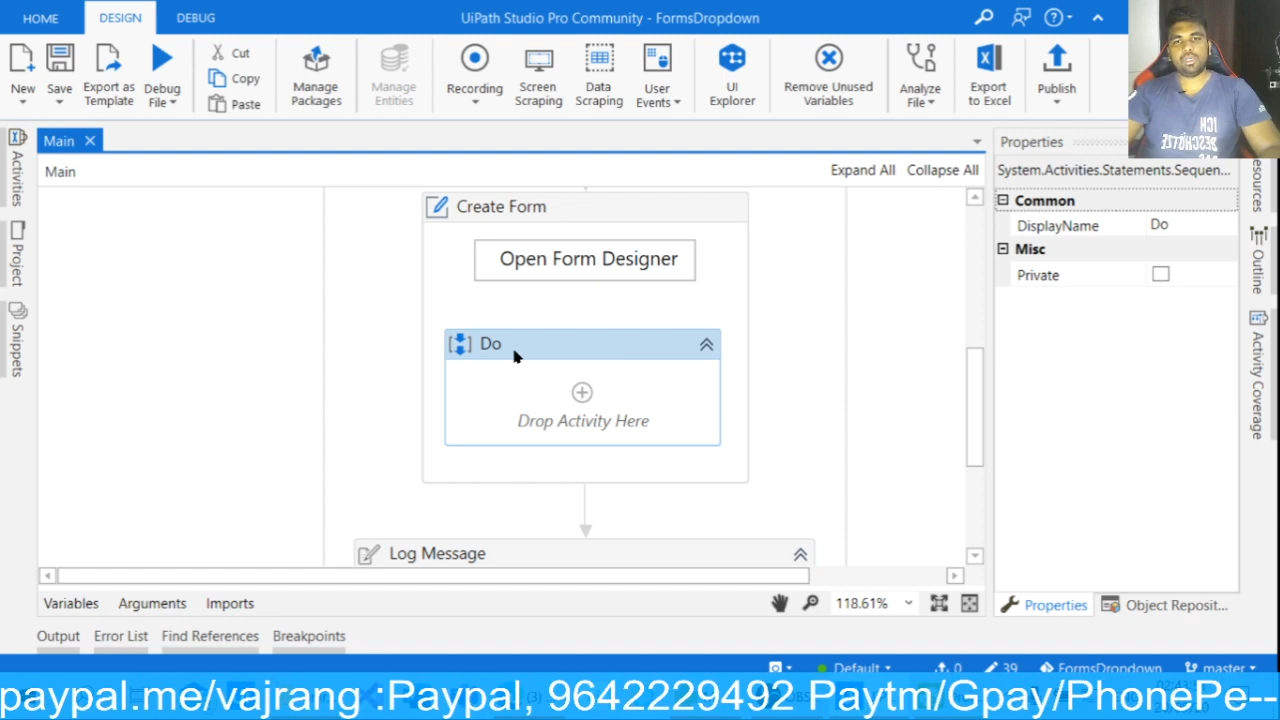 HOME DESIGN DEBUG UiPath Studio Pro Community - FormsDropdown
New Save Export as Template Debug File Cut Copy Paste Manage Packages Manage Entities Recording Screen Scraping Data Scraping User Events UI Explorer Remove Unused Variables Analyze File Export to Excel Publish
Main
Main Expand All Collapse All
Activities
Project
Snippets
Create Form
Open Form Designer
Do
Drop Activity Here
Log Message
Properties
System.Activities.Statements.Sequen...
Common
DisplayName Do
Misc
Private
esources
Outline
Activity Coverage
Variables Arguments Imports 118.61%
Properties Object Reposit...
Output Error List Find References Breakpoints
Default 0 39 FormsDropdown master
paypal.me/vajrang :Paypal, 9642229492 Paytm/Gpay//PhonePe--